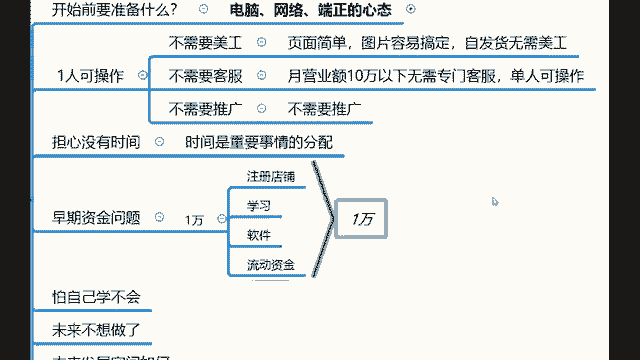 开始前要准备什么? 电脑、网络、端正的心态
不需要美工 页面简单，图片容易搞定，自发货无需美工
1人可操作 不需要客服 月营业额10万以下无需专门客服，单人可操作
不需要推广 不需要推广
担心没有时间 时间是重要事情的分配
注册店铺
学习
早期资金问题 1万 1万
软件
流动资金
怕自己学不会
未来不想做了